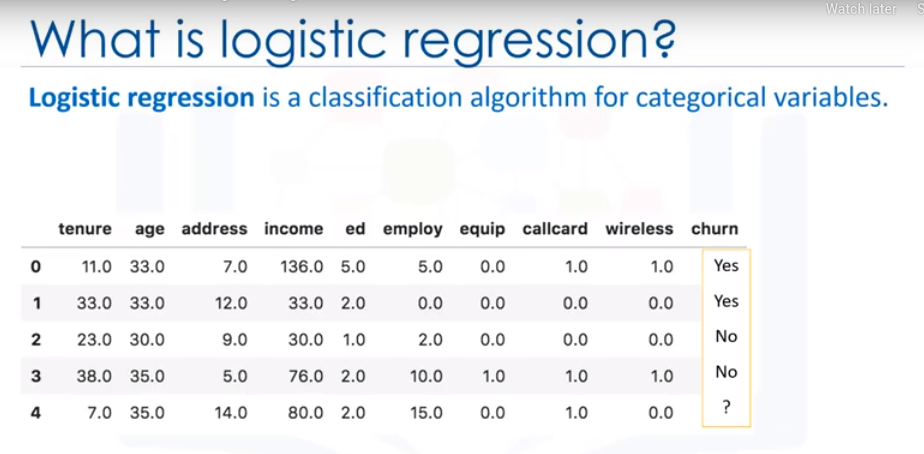 Watch later
What is logistic regression?
Logistic regression is a classification algorithm for categorical variables.
tenure age address income ed employ equip callcard wireless churn
0 11.0 33.0 7.0 136.0 5.0 5.0 0.0 1.0 1.0 Yes
1 33.0 33.0 12.0 33.0 2.0 0.0 0.0 0.0 0.0 Yes
2 23.0 30.0 9.0 30.0 1.0 2.0 0.0 0.0 0.0 No
3 38.0 35.0 5.0 76.0 2.0 10.0 1.0 1.0 1.0 No
4 7.0 35.0 14.0 80.0 2.0 15.0 0.0 1.0 0.0 ?